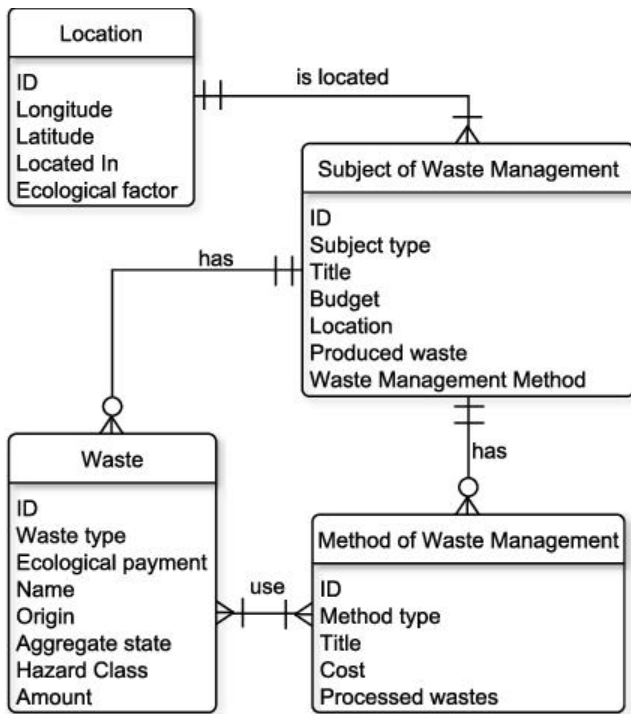 Location
ID
Longitude
Latitude
Located In
Ecological factor
is located
Subject of Waste Management
ID
Subject type
Title
Budget
Location
Produced waste
Waste Management Method
has
has
Waste
ID
Waste type
Ecological payment
Name
Origin
Aggregate state
Hazard Class
Amount
use
Method of Waste Management
ID
Method type
Title
Cost
Processed wastes